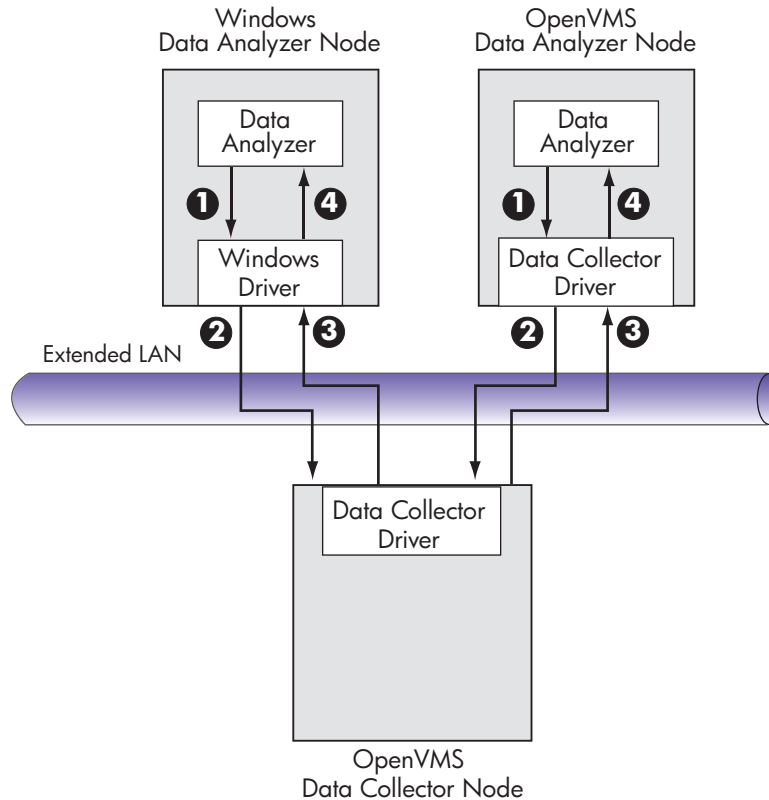 Windows
Data Analyzer Node
OpenVMS
Data Analyzer Node
Data
Analyzer
Data
Analyzer
1
4
1
4
Windows
Driver
Data Collector
Driver
2
3
2
3
Extended LAN
Data Collector
Driver
OpenVMS
Data Collector Node